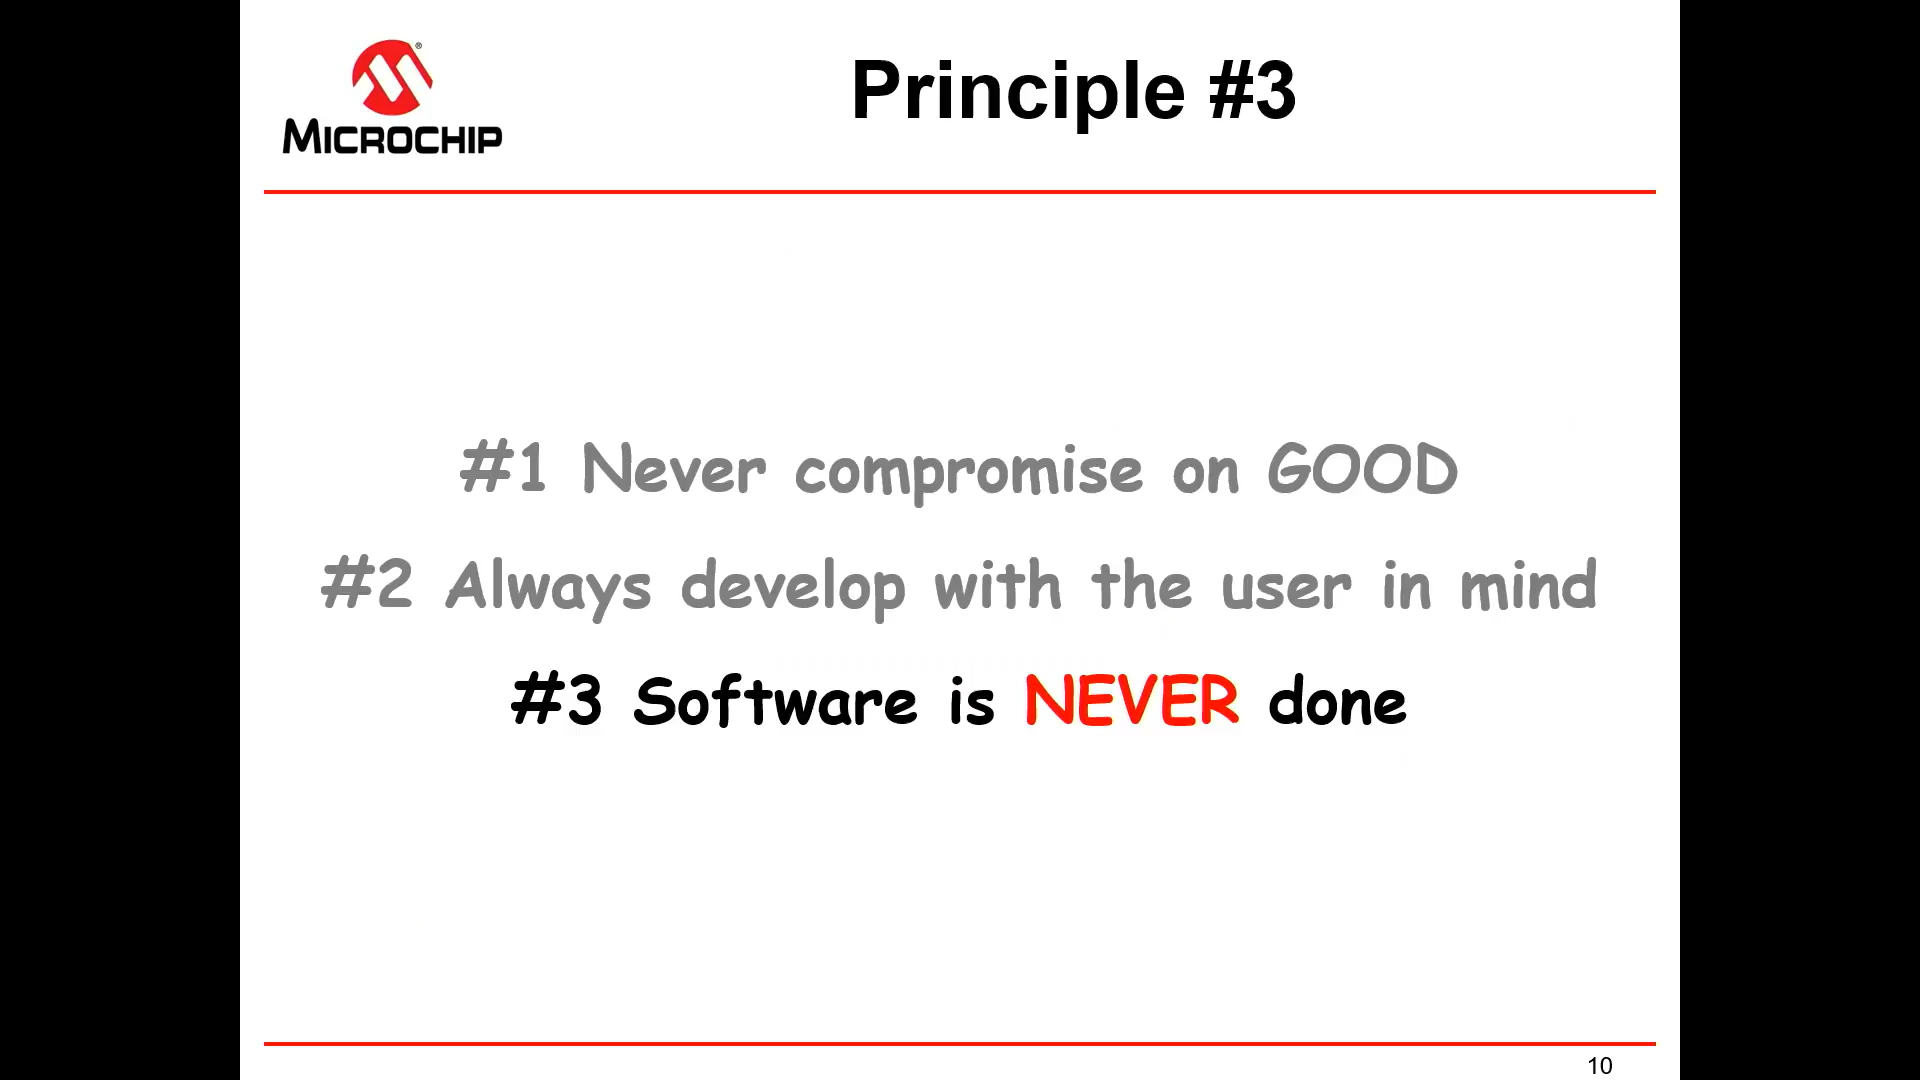 MICROCHIP
Principle #3
#1 Never compromise on GOOD
#2 Always develop with the user in mind
#3 Software is NEVER done
10